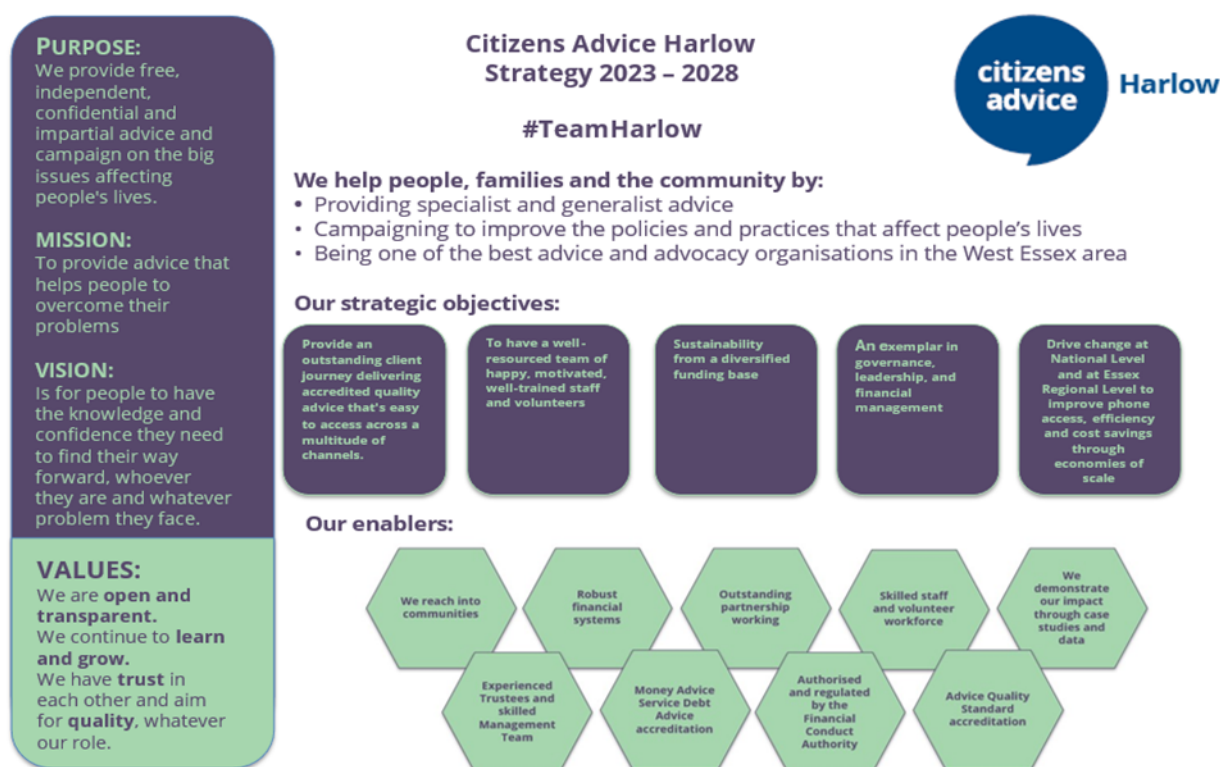 PURPOSE:
We provide free,
independent,
confidential and
impartial advice and
campaign on the big
issues affecting
people's lives.
MISSION:
To provide advice that
helps people to
overcome their
problems
VISION:
Is for people to have
the knowledge and
confidence they need
to find their way
forward, whoever
they are and whatever
problem they face.
VALUES:
We are open and
transparent.
We continue to learn
and grow.
We have trust in
each other and aim
for quality, whatever
our role.
Citizens Advice Harlow
Strategy 2023 – 2028
#TeamHarlow
citizens
advice
Harlow
We help people, families and the community by:
• Providing specialist and generalist advice
• Campaigning to improve the policies and practices that affect people’s lives
• Being one of the best advice and advocacy organisations in the West Essex area
Our strategic objectives:
Provide an
outstanding client
journey delivering
accredited quality
advice that's easy
to access across a
multitude of
channels.
To have a well-
resourced team of
happy, motivated,
well-trained staff
and volunteers
Sustainability
from a diversified
funding base
An exemplar in
governance,
leadership, and
financial
management
Drive change at
National Level
and at Essex
Regional Level to
improve phone
access, efficiency
and cost savings
through
economies of
scale
Our enablers:
We reach into
communities
Robust
financial
systems
Outstanding
partnership
working
Skilled staff
and volunteer
workforce
We
demonstrate
our impact
through case
studies and
data
Experienced
Trustees and
skilled
Management
Team
Money Advice
Service Debt
Advice
accreditation
Authorised
and regulated
by the
Financial
Conduct
Authority
Advice Quality
Standard
accreditation